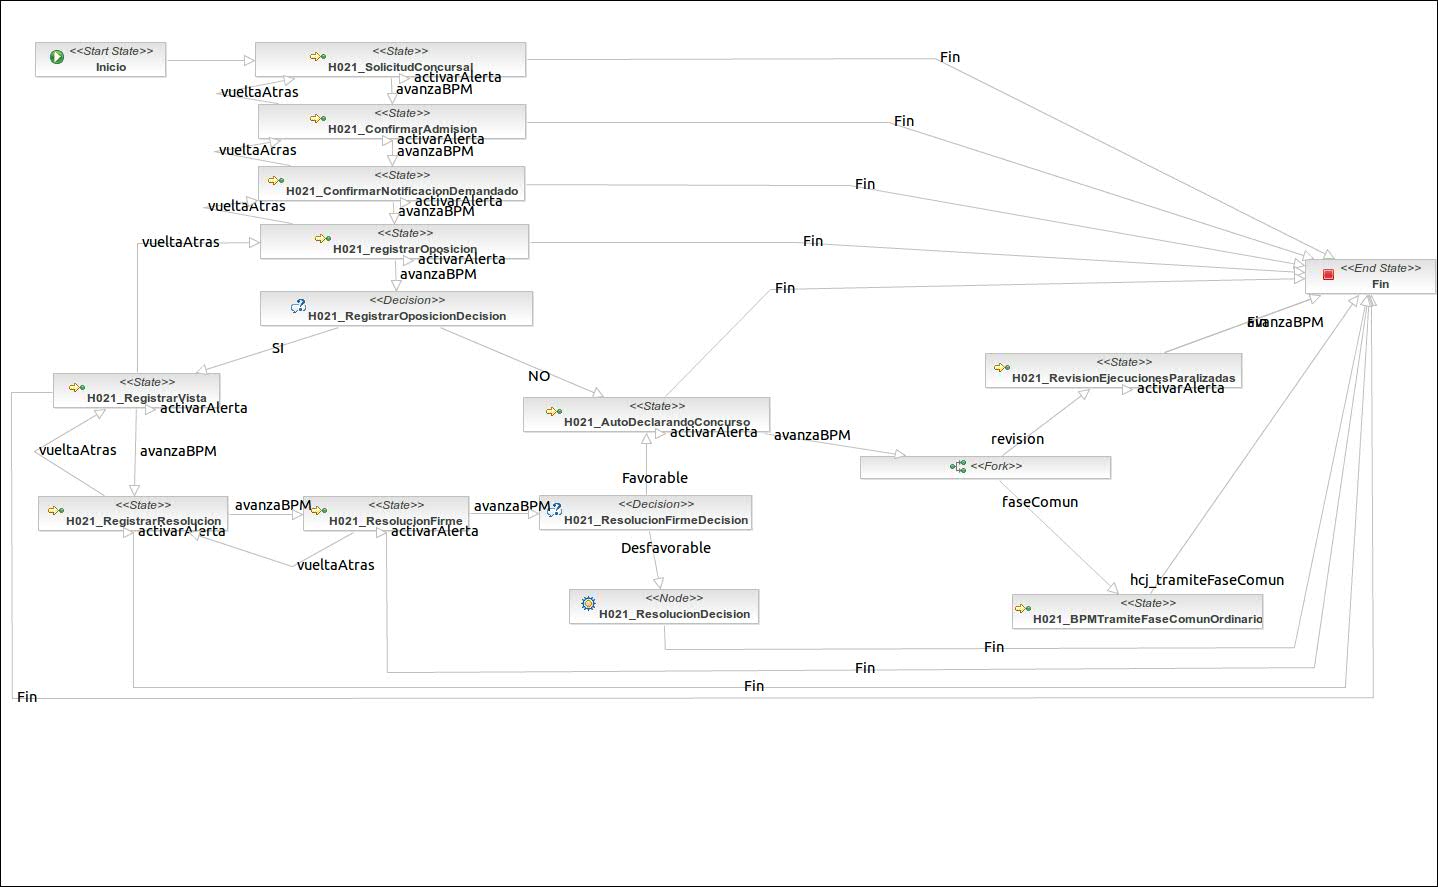 <<Start State>>
Inicio
<<State>>
H021_SolicitudConcursal
activarAlerta
avanzaBPM
vueltaAtras
Fin
<<State>>
H021_ConfirmarAdmision
activarAlerta
avanzaBPM
vueltaAtras
Fin
<<State>>
H021_ConfirmarNotificacionDemandado
activarAlerta
avanzaBPM
vueltaAtras
Fin
<<State>>
H021_registrarOposicion
activarAlerta
avanzaBPM
vueltaAtras
Fin
<<End State>>
Fin
<<Decision>>
H021_RegistrarOposicionDecision
Fin
SI
NO
Fin
avanzaBPM
<<State>>
H021_RevisionEjecucionesParalizadas
activarAlerta
<<State>>
H021_RegistrarVista
activarAlerta
<<State>>
H021_AutoDeclarandoConcurso
activarAlerta
avanzaBPM
revision
vueltaAtras
avanzaBPM
<<Fork>>
Favorable
faseComun
<<State>>
H021_RegistrarResolucion
activarAlerta
avanzaBPM
<<State>>
H021_ResolucionFirme
activarAlerta
avanzaBPM
<<Decision>>
H021_ResolucionFirmeDecision
vueltaAtras
Desfavorable
hcj_tramiteFaseComun
<<Node>>
H021_ResolucionDecision
<<State>>
H021_BPMTramiteFaseComunOrdinario
Fin
Fin
Fin
Fin